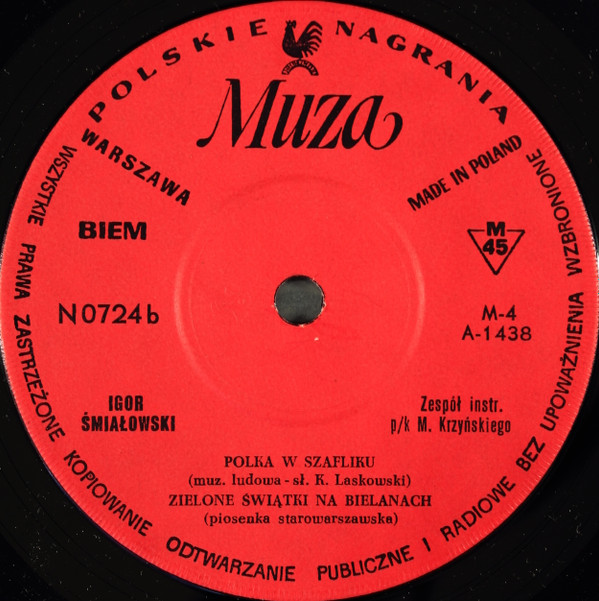 POLSKIE NAGRANIA
Muza
WARSZAWA
MADE IN POLAND
BIEM
M
45
N0724b
M-4
A-1438
IGOR
ŚMIAŁOWSKI
Zespół instr.
p/k M. Krzyńskiego
POLKA W SZAFLIKU
(muz. ludowa - sł. K. Laskowski)
ZIELONE ŚWIĄTKI NA BIELANACH
(piosenka starowarszawska)
WSZYSTKIE PRAWA ZASTRZEŻONE KOPIOWANIE ODTWARZANIE PUBLICZNE I RADIOWE BEZ UPOWAŻNIENIA WZBRONIONE